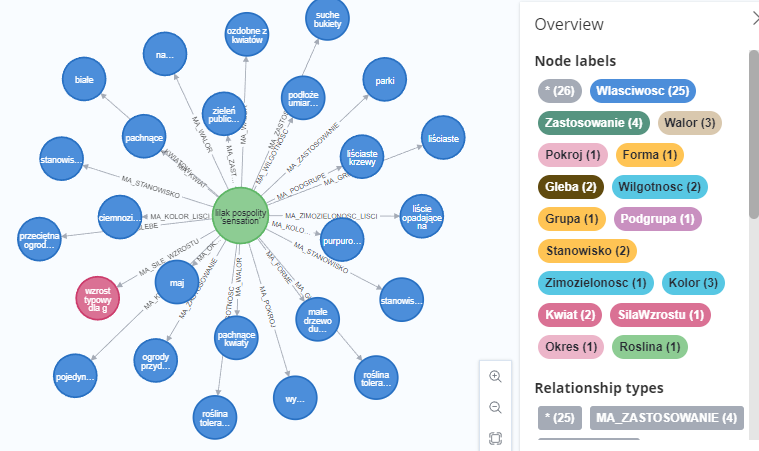 suche
bukiety
ozdobne z
kwiatów
na…
białe
podłoże
umiar…
parki
zieleń
public…
pachnące
liściaste
liściaste
krzewy
stanowis…
lilak pospolity
'sensation'
liście
opadające
na
ciemnozi…
przeciętna
ogrod…
purpuro…
wzrost
typowy
dla g
maj
stanowis…
małe
drzewo
du…
pachnące
kwiaty
ogrody
przyd…
pojedyn…
roślina
tolera…
wy…
roślina
tolera…
MA_WALOR
MA_ZAST…
MA_WILGOTNOŚĆ
MA_ZASTOSOWANIE
MA_PODGRUPE
MA_STANOWISKO
MA_KOLOR_LISCI
MA_ZIMOZIELONOSC_LISCI
MA_KOLO…
MA_STANOWISKO
MA_SILE_WZROSTU
MA_ZASTOSOWANIE
MA_WALOR
MA_POKROJ
MA_FORME
Overview
Node labels
* (26) Wlasciwosc (25)
Zastosowanie (4) Walor (3)
Pokroj (1) Forma (1)
Gleba (2) Wilgotnosc (2)
Grupa (1) Podgrupa (1)
Stanowisko (2)
Zimozielonosc (1) Kolor (3)
Kwiat (2) SilaWzrostu (1)
Okres (1) Roslina (1)
Relationship types
* (25) MA_ZASTOSOWANIE (4)